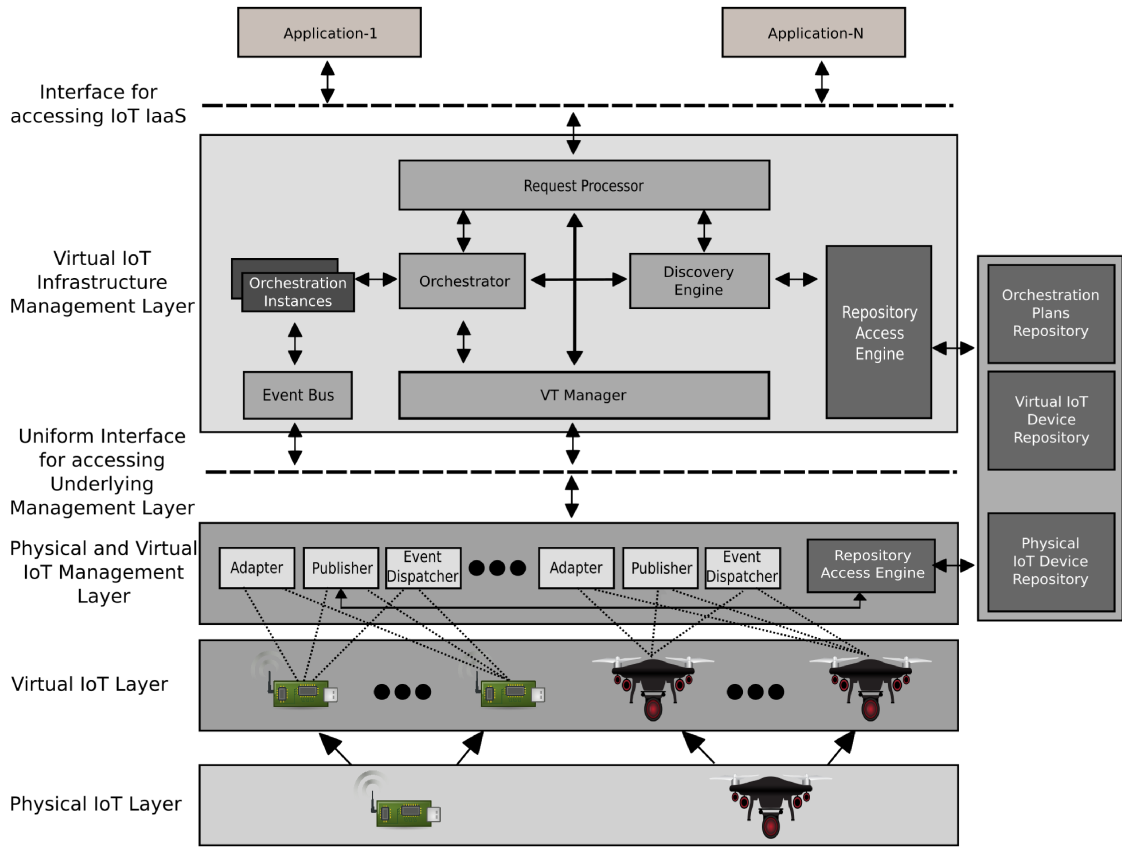 Application-1
Application-N
Interface for
accessing IoT IaaS
Request Processor
Virtual IoT
Infrastructure
Management Layer
Orchestration
Instances
Orchestrator
Discovery
Engine
Repository
Access
Engine
Orchestration
Plans
Repository
Event Bus
VT Manager
Virtual IoT
Device
Repository
Uniform Interface
for accessing
Underlying
Management Layer
Physical and Virtual
IoT Management
Layer
Adapter
Publisher
Event
Dispatcher
Adapter
Publisher
Event
Dispatcher
Repository
Access Engine
Physical
IoT Device
Repository
Virtual IoT Layer
Physical IoT Layer